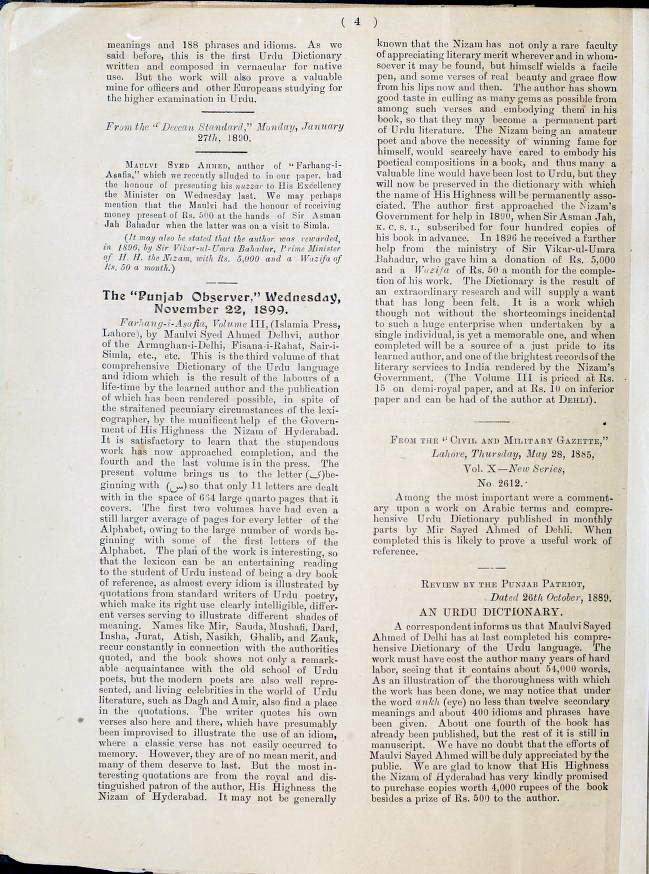 ( 4 )
meanings and 188 phrases and idioms. As we
said before, this is the first Urdu Dictionary
written and composed in vernacular for native
use. But the work will also prove a valuable
mine for officers and other Europeans studying for
the higher examination in Urdu.
From the "Deccan Standard," Monday, January
27th, 1890.
MAULVI SYED AHMED, author of "Farhang-i-
Asafia," which we recently alluded to in our paper, had
the honour of presenting his nuzzar to His Excellency
the Minister on Wednesday last. We may perhaps
mention that the Maulvi had the honour of receiving
money present of Rs. 500 at the hands of Sir Asman
Jah Bahadur when the latter was on a visit to Simla.
(It may also be stated that the author was rewarded,
in 1896, by Sir Vikar-ul-Umra Bahadur, Prime Minister
of H. H. the Nizam, with Rs. 5,000 and a Wazifa of
Rs. 50 a month.)
The "Punjab Observer," Wednesday,
November 22, 1899.
Farhang-i-Asafia, Volume III, (Islamia Press,
Lahore), by Maulvi Syed Ahmed Delhvi, author
of the Armughan-i-Delhi, Fisana-i-Rahat, Sair-i-
Simla, etc., etc. This is the third volume of that
comprehensive Dictionary of the Urdu language
and idiom which is the result of the labours of a
life-time by the learned author and the publication
of which has been rendered possible, in spite of
the straitened pecuniary circumstances of the lexi-
cographer, by the munificent help of the Govern-
ment of His Highness the Nizam of Hyderabad.
It is satisfactory to learn that the stupendous
work has now approached completion, and the
fourth and the last volume is in the press. The
present volume brings us to the letter (ک)be-
ginning with (س) so that only 11 letters are dealt
with in the space of 664 large quarto pages that it
covers. The first two volumes have had even a
still larger average of pages for every letter of the
Alphabet, owing to the large number of words be-
ginning with some of the first letters of the
Alphabet. The plan of the work is interesting, so
that the lexicon can be an entertaining reading
to the student of Urdu instead of being a dry book
of reference, as almost every idiom is illustrated by
quotations from standard writers of Urdu poetry,
which make its right use clearly intelligible, differ-
ent verses serving to illustrate different shades of
meaning. Names like Mir, Sauda, Mushafi, Dard,
Insha, Jurat, Atish, Nasikh, Ghalib, and Zauk,
recur constantly in connection with the authorities
quoted, and the book shows not only a remark-
able acquaintance with the old school of Urdu
poets, but the modern poets are also well repre-
sented, and living celebrities in the world of Urdu
literature, such as Dagh and Amir, also find a place
in the quotations. The writer quotes his own
verses also here and there, which have presumably
been improvised to illustrate the use of an idiom,
where a classic verse has not easily occurred to
memory. However, they are of no mean merit, and
many of them deserve to last. But the most in-
teresting quotations are from the royal and dis-
tinguished patron of the author, His Highness the
Nizam of Hyderabad. It may not be generally
known that the Nizam has not only a rare faculty
of appreciating literary merit wherever and in whom-
soever it may be found, but himself wields a facile
pen, and some verses of real beauty and grace flow
from his lips now and then. The author has shown
good taste in culling as many gems as possible from
among such verses and embodying them in his
book, so that they may become a permanent part
of Urdu literature. The Nizam being an amateur
poet and above the necessity of winning fame for
himself, would scarcely have cared to embody his
poetical compositions in a book, and thus many a
valuable line would have been lost to Urdu, but they
will now be preserved in the dictionary with which
the name of His Highness will be permanently asso-
ciated. The author first approached the Nizam's
Government for help in 1890, when Sir Asman Jah,
K. C. S. I., subscribed for four hundred copies of
his book in advance. In 1896 he received a farther
help from the ministry of Sir Vikar-ul-Umra
Bahadur, who gave him a donation of Rs. 5,000
and a Wazifa of Rs. 50 a month for the comple-
tion of his work. The Dictionary is the result of
an extraordinary research and will supply a want
that has long been felt. It is a work which
though not without the shortcomings incidental
to such a huge enterprise when undertaken by a
single individual, is yet a memorable one, and when
completed will be a source of a just pride to its
learned author, and one of the brightest records of the
literary services to India rendered by the Nizam's
Government. (The Volume III is priced at Rs.
15 on demi-royal paper, and at Rs. 10 on inferior
paper and can be had of the author at DEHLI).
FROM THE "CIVIL AND MILITARY GAZETTE,"
Lahore, Thursday, May 28, 1885,
Vol. X—New Series,
No. 2612.
Among the most important were a comment-
ary upon a work on Arabic terms and compre-
hensive Urdu Dictionary published in monthly
parts by Mir Sayed Ahmed of Dehli. When
completed this is likely to prove a useful work of
reference.
REVIEW BY THE PUNJAB PATRIOT,
Dated 26th October, 1889.
AN URDU DICTIONARY.
A correspondent informs us that Maulvi Sayed
Ahmed of Delhi has at last completed his compre-
hensive Dictionary of the Urdu language. The
work must have cost the author many years of hard
labor, seeing that it contains about 54,000 words.
As an illustration of the thoroughness with which
the work has been done, we may notice that under
the word ankh (eye) no less than twelve secondary
meanings and about 400 idioms and phrases have
been given. About one fourth of the book has
already been published, but the rest of it is still in
manuscript. We have no doubt that the efforts of
Maulvi Sayed Ahmed will be duly appreciated by the
public. We are glad to know that His Highness
the Nizam of Hyderabad has very kindly promised
to purchase copies worth 4,000 rupees of the book
besides a prize of Rs. 500 to the author.